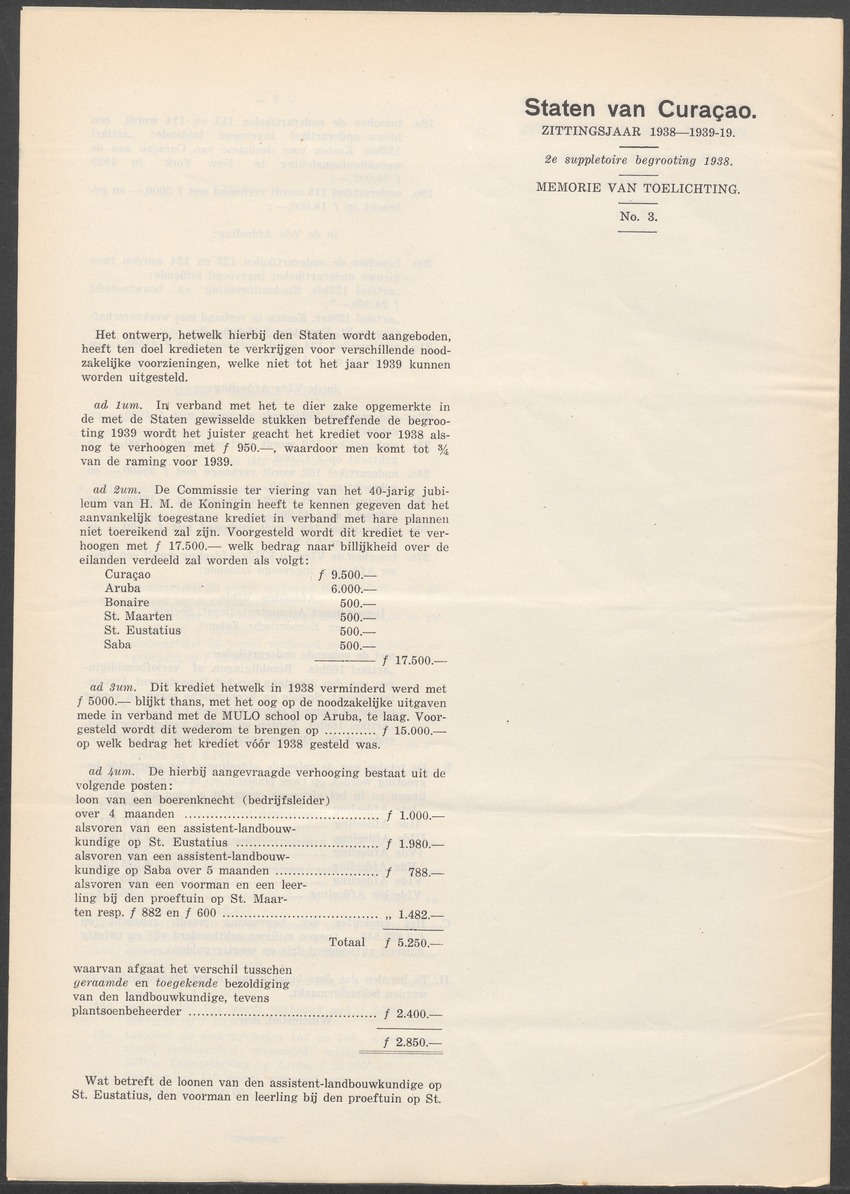 Staten van Curaçao.
ZITTINGSJAAR 1938—1939-19.
2e suppletoire begrooting 1938.
MEMORIE VAN TOELICHTING.
No. 3.
Het ontwerp, hetwelk hierbij den Staten wordt aangeboden,
heeft ten doel kredieten te verkrijgen voor verschillende nood-
zakelijke voorzieningen, welke niet tot het jaar 1939 kunnen
worden uitgesteld.
ad 1um. In verband met het te dier zake opgemerkte in
de met de Staten gewisselde stukken betreffende de begroo-
ting 1939 wordt het juister geacht het krediet voor 1938 als-
nog te verhoogen met f 950.—, waardoor men komt tot ¾
van de raming voor 1939.
ad 2um. De Commissie ter viering van het 40-jarig jubi-
leum van H. M. de Koningin heeft te kennen gegeven dat het
aanvankelijk toegestane krediet in verband met hare plannen
niet toereikend zal zijn. Voorgesteld wordt dit krediet te ver-
hoogen met f 17.500.— welk bedrag naar billijkheid over de
eilanden verdeeld zal worden als volgt:
Curaçao f 9.500.—
Aruba 6.000.—
Bonaire 500.—
St. Maarten 500.—
St. Eustatius 500.—
Saba 500.—
f 17.500.—
ad 3um. Dit krediet hetwelk in 1938 verminderd werd met
f 5000.— blijkt thans, met het oog op de noodzakelijke uitgaven
mede in verband met de MULO school op Aruba, te laag. Voor-
gesteld wordt dit wederom te brengen op ............ f 15.000.—
op welk bedrag het krediet vóór 1938 gesteld was.
ad 4um. De hierbij aangevraagde verhooging bestaat uit de
volgende posten:
loon van een boerenknecht (bedrijfsleider)
over 4 maanden ........................................... f 1.000.—
alsvoren van een assistent-landbouw-
kundige op St. Eustatius ................................ f 1.980.—
alsvoren van een assistent-landbouw-
kundige op Saba over 5 maanden ....................... f 788.—
alsvoren van een voorman en een leer-
ling bij den proeftuin op St. Maar-
ten resp. f 882 en f 600 ................................... „ 1.482.—
Totaal f 5.250.—
waarvan afgaat het verschil tusschen
geraamde en toegekende bezoldiging
van den landbouwkundige, tevens
plantsoenbeheerder .......................................... f 2.400.—
f 2.850.—
Wat betreft de loonen van den assistent-landbouwkundige op
St. Eustatius, den voorman en leerling bij den proeftuin op St.